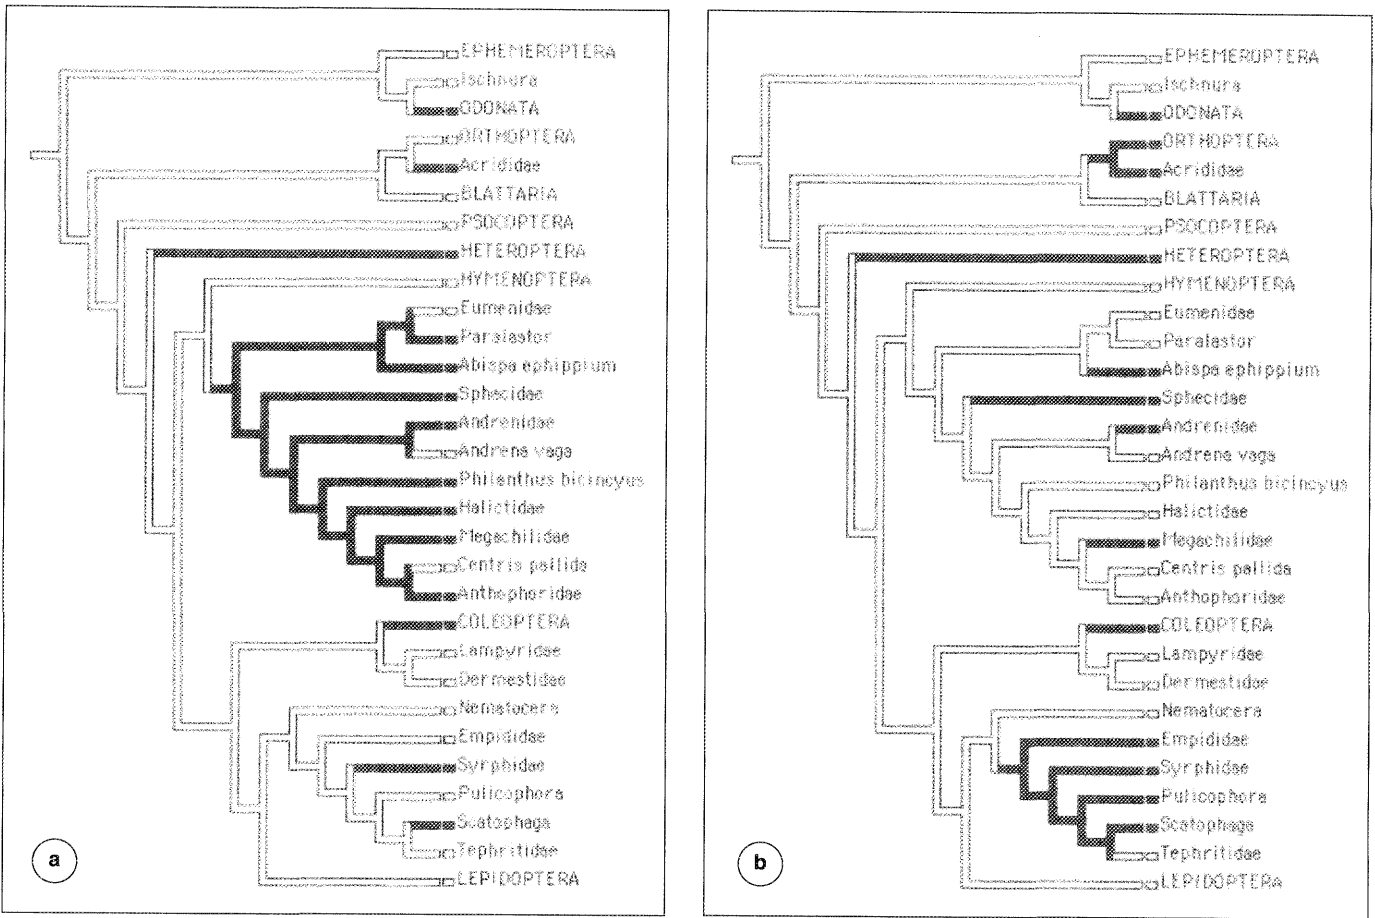 EPHEMEROPTERA
Ischnura
ODONATA
ORTHOPTERA
Acrididae
BLATTARIA
PSOCOPTERA
HETEROPTERA
HYMENOPTERA
Eumenidae
Paralastor
Abispa ephippium
Sphecidae
Andrenidae
Andrena vaga
Philanthus bicincyus
Halictidae
Megachilidae
Centris pallida
Anthophoridae
COLEOPTERA
Lampyridae
Dermestidae
Nematocera
Empididae
Syrphidae
Pulicophora
Scatophaga
Tephritidae
LEPIDOPTERA
a
EPHEMEROPTERA
Ischnura
ODONATA
ORTHOPTERA
Acrididae
BLATTARIA
PSOCOPTERA
HETEROPTERA
HYMENOPTERA
Eumenidae
Paralastor
Abispa ephippium
Sphecidae
Andrenidae
Andrena vaga
Philanthus bicincyus
Halictidae
Megachilidae
Centris pallida
Anthophoridae
COLEOPTERA
Lampyridae
Dermestidae
Nematocera
Empididae
Syrphidae
Pulicophora
Scatophaga
Tephritidae
LEPIDOPTERA
b